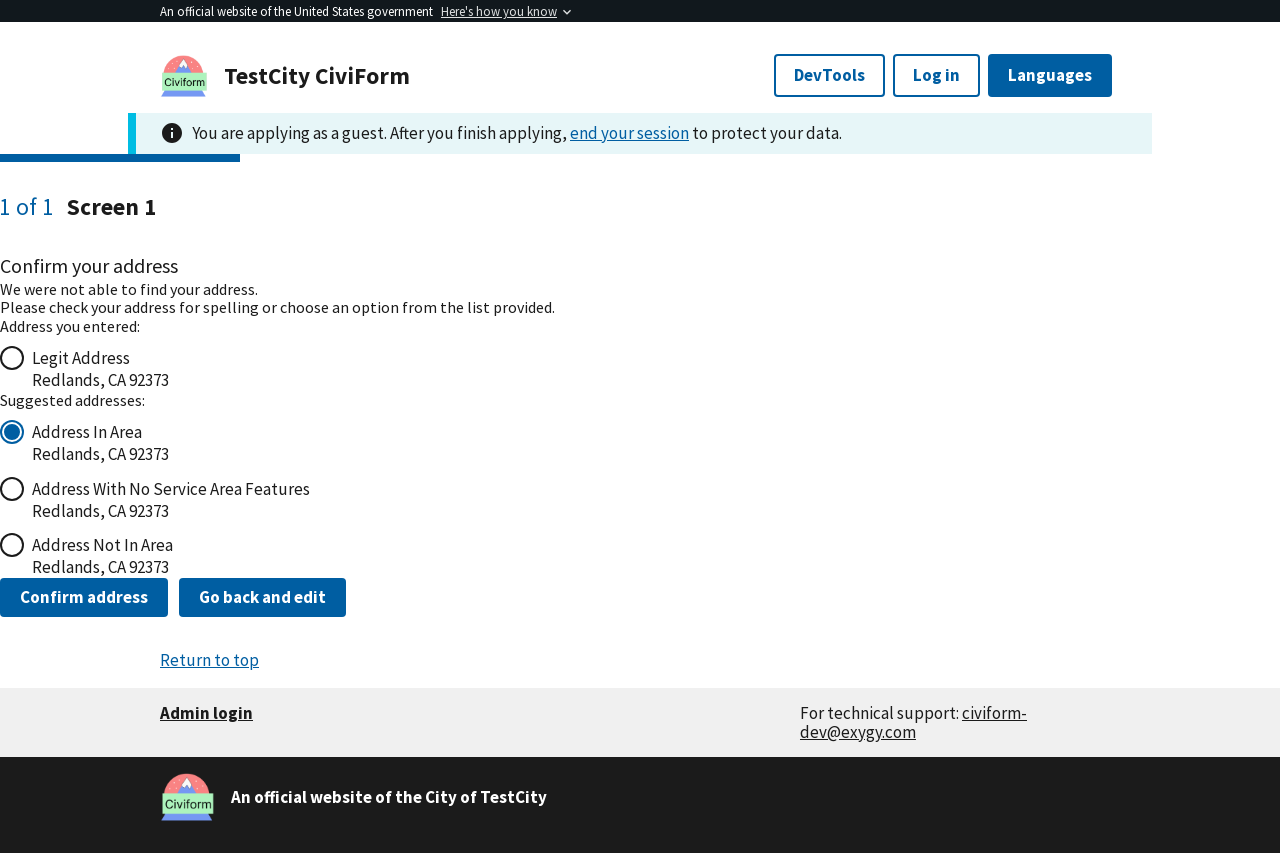 An official website of the United States government Here's how you know
Civiform
TestCity CiviForm
DevTools
Log in
Languages
You are applying as a guest. After you finish applying, end your session to protect your data.
1 of 1 Screen 1
Confirm your address
We were not able to find your address.
Please check your address for spelling or choose an option from the list provided.
Address you entered:
Legit Address
Redlands, CA 92373
Suggested addresses:
Address In Area
Redlands, CA 92373
Address With No Service Area Features
Redlands, CA 92373
Address Not In Area
Redlands, CA 92373
Confirm address
Go back and edit
Return to top
Admin login
For technical support: civiform-
dev@exygy.com
Civiform
An official website of the City of TestCity